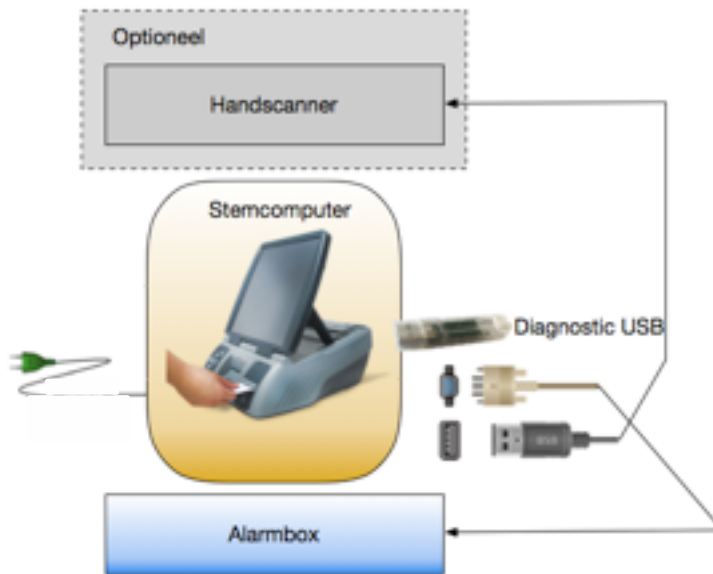 Optioneel
Handscanner
Stemcomputer
Diagnostic USB
Alarmbox